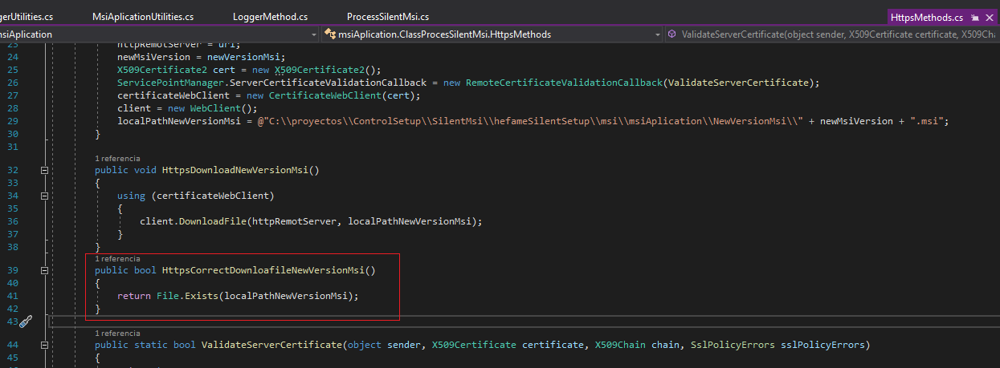 gerUtilities.cs MsiAplicationUtilities.cs LoggerMethod.cs ProcessSilentMsi.cs HttpsMethods.cs
msiAplication msiAplication.ClassProcesSilentMsi.HttpsMethods ValidateServerCertificate(object sender, X509Certificate certificate, X509Chai
23 httpRemotServer = uri;
24 newMsiVersion = newVersionMsi;
25 X509Certificate2 cert = new X509Certificate2();
26 ServicePointManager.ServerCertificateValidationCallback = new RemoteCertificateValidationCallback(ValidateServerCertificate);
27 certificateWebClient = new CertificateWebClient(cert);
28 client = new WebClient();
29 localPathNewVersionMsi = @"C:\\proyectos\\ControlSetup\\SilentMsi\\hefameSilentSetup\\msi\\msiAplication\\NewVersionMsi\\" + newMsiVersion + ".msi";
30 }
31
1 referencia
32 public void HttpsDownloadNewVersionMsi()
33 {
34 using (certificateWebClient)
35 {
36 client.DownloadFile(httpRemotServer, localPathNewVersionMsi);
37 }
38 }
1 referencia
39 public bool HttpsCorrectDownloafileNewVersionMsi()
40 {
41 return File.Exists(localPathNewVersionMsi);
42 }
43
1 referencia
44 public static bool ValidateServerCertificate(object sender, X509Certificate certificate, X509Chain chain, SslPolicyErrors sslPolicyErrors)
45 {